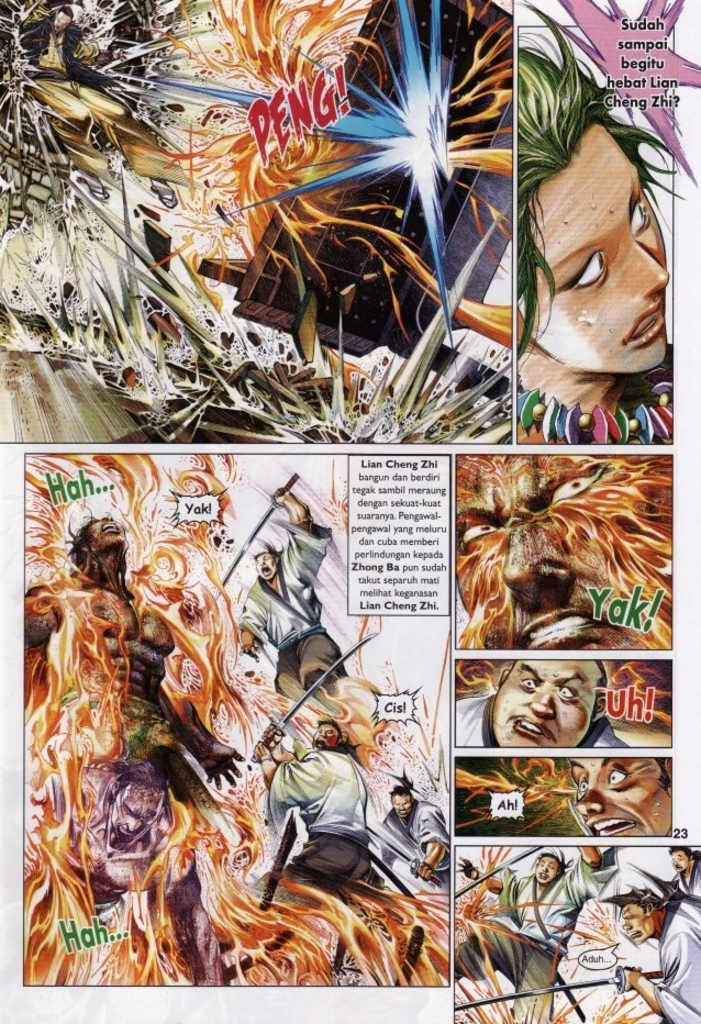 PENG!
Sudah
sampai
begitu
hebat Lian
Cheng Zhi?
Hah...
Yak!
Lian Cheng Zhi
bangun dan berdiri
tegak sambil meraung
dengan sekuat-kuat
suaranya. Pengawal-
pengawal yang meluru
dan cuba memberi
perlindungan kepada
Zhong Ba pun sudah
takut separuh mati
melihat keganasan
Lian Cheng Zhi.
Cis!
Hah...
Yak!
Uh!
Ah!
23
Aduh...